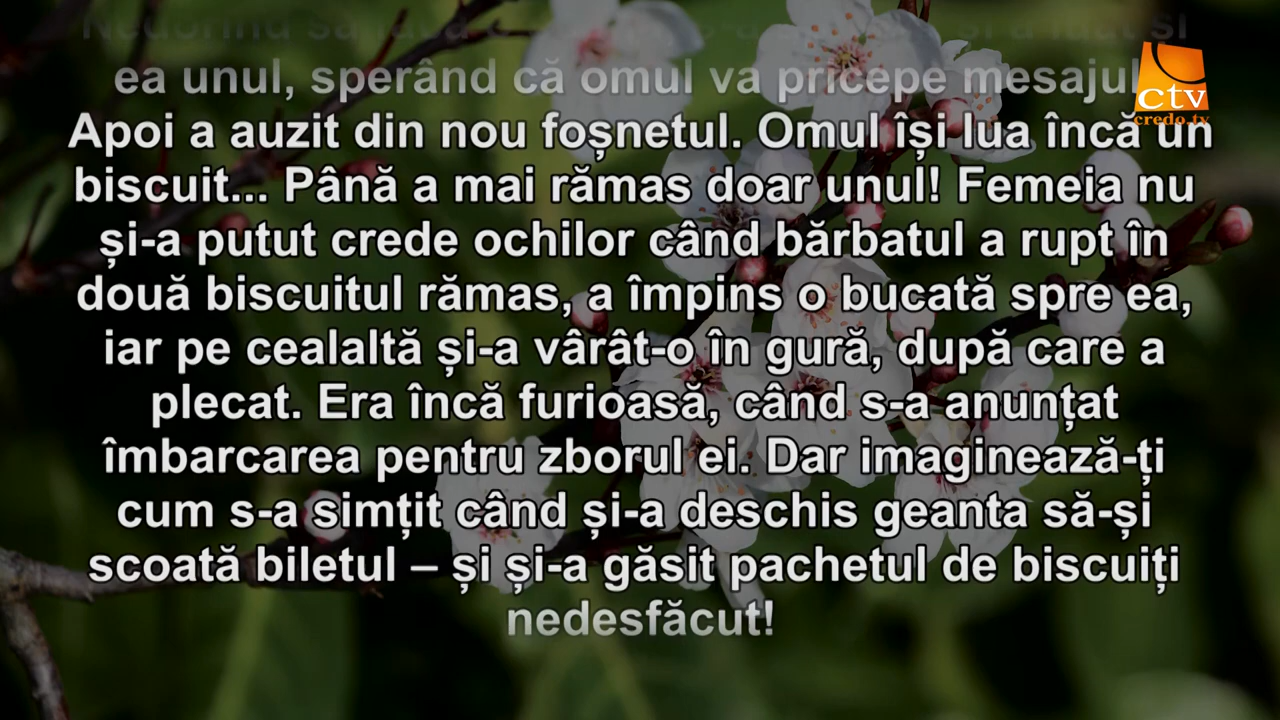 Nedorind să facă o
ea unul, sperând că omul va pricepe mesajul.
Apoi a auzit din nou foșnetul. Omul își lua încă un
biscuit... Până a mai rămas doar unul! Femeia nu
și-a putut crede ochilor când bărbatul a rupt în
două biscuitul rămas, a împins o bucată spre ea,
iar pe cealaltă și-a vârât-o în gură, după care a
plecat. Era încă furioasă, când s-a anunțat
îmbarcarea pentru zborul ei. Dar imaginează-ți
cum s-a simțit când și-a deschis geanta să-și
scoată biletul – și și-a găsit pachetul de biscuiți
nedesfăcut!
ctv
credo.tv